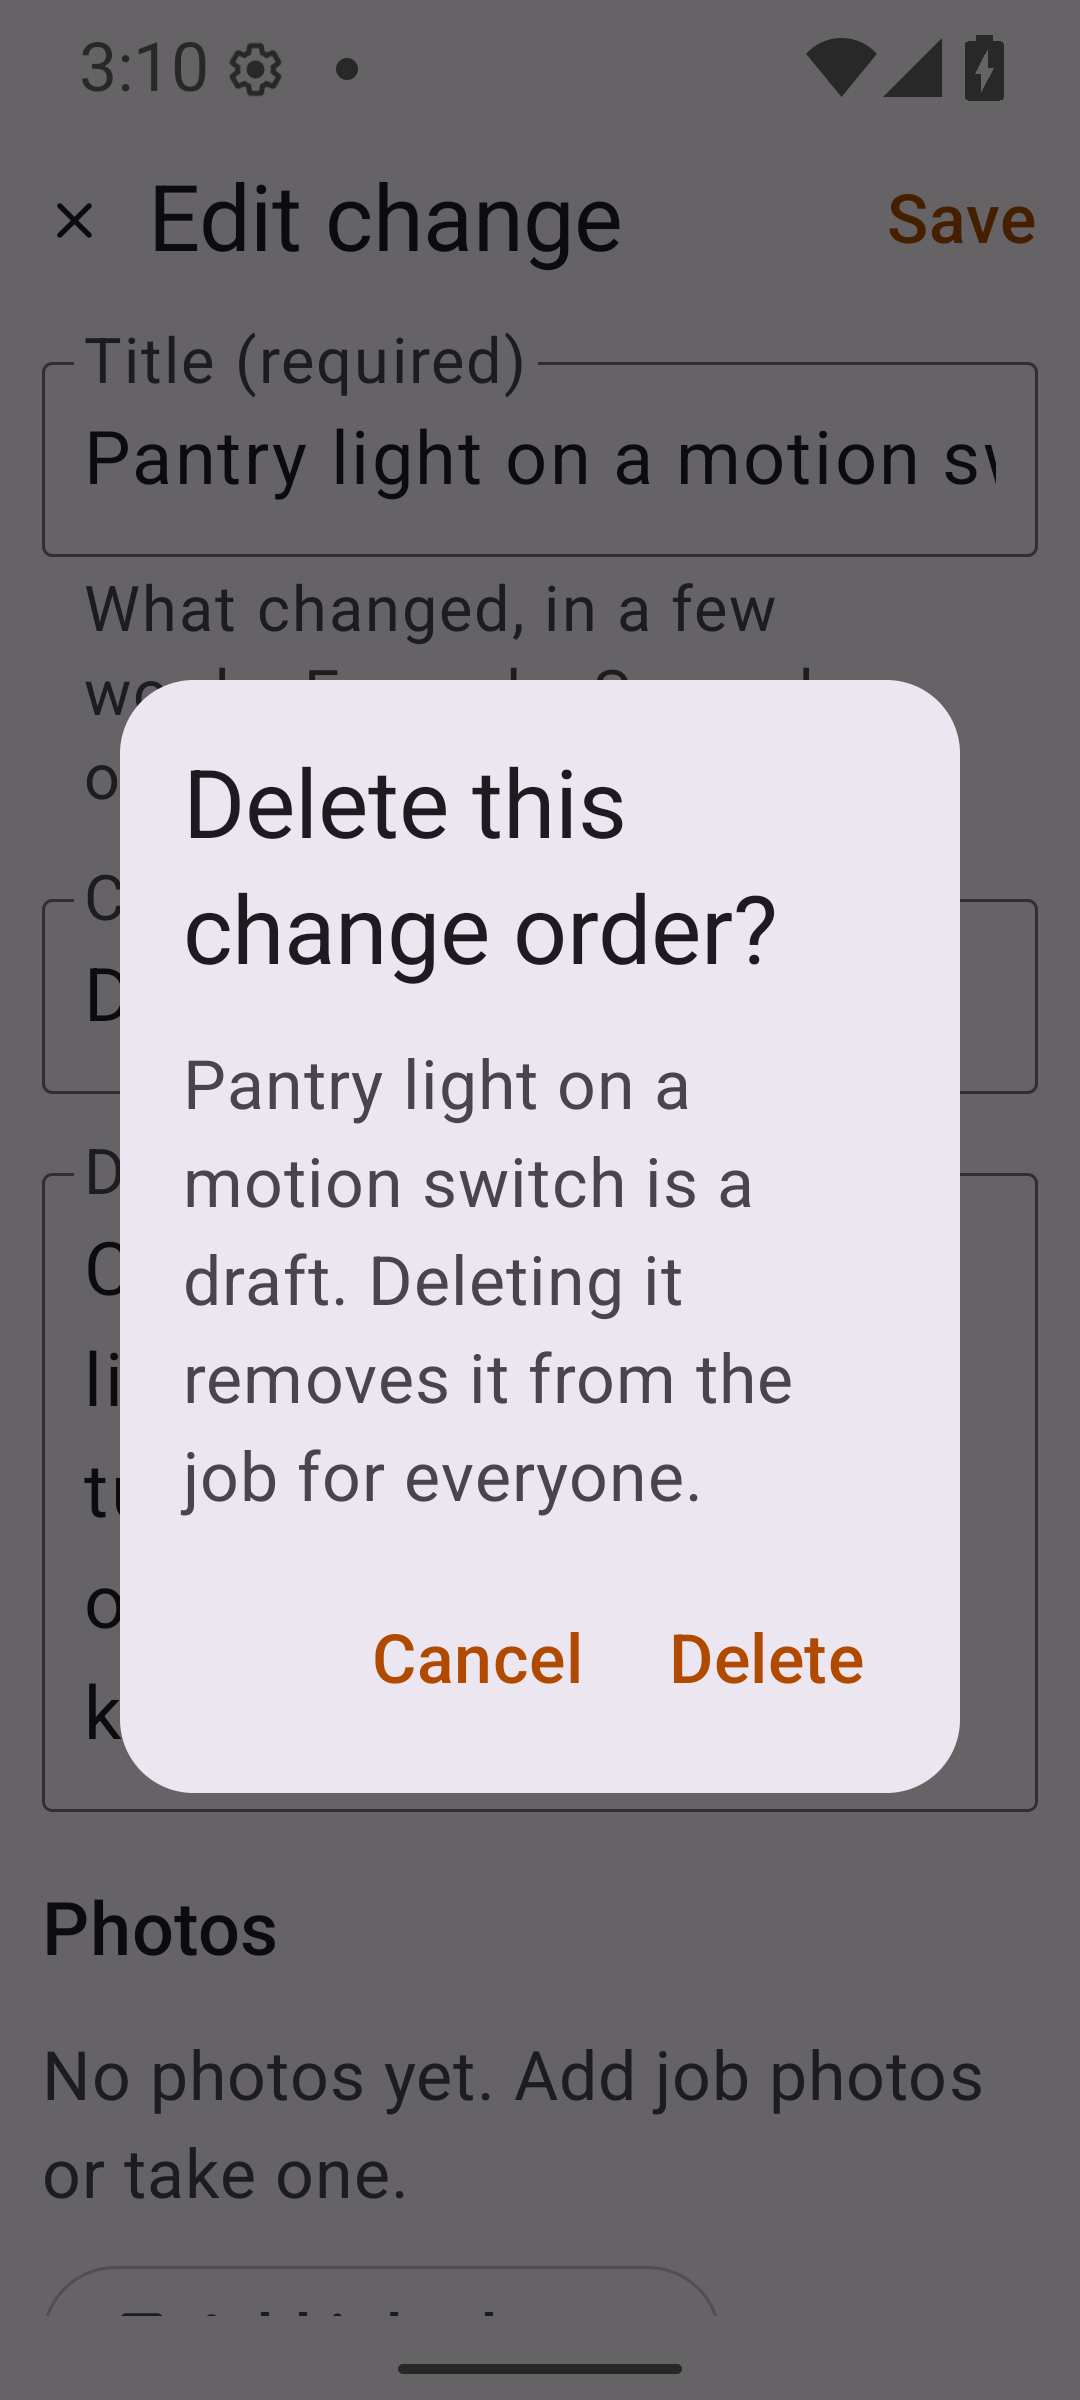 3:10
Edit change
Save
Title (required)
Pantry light on a motion
What changed, in a few
Delete this
change order?
Pantry light on a
motion switch is a
draft. Deleting it
removes it from the
job for everyone.
Cancel
Delete
Photos
No photos yet. Add job photos
or take one.